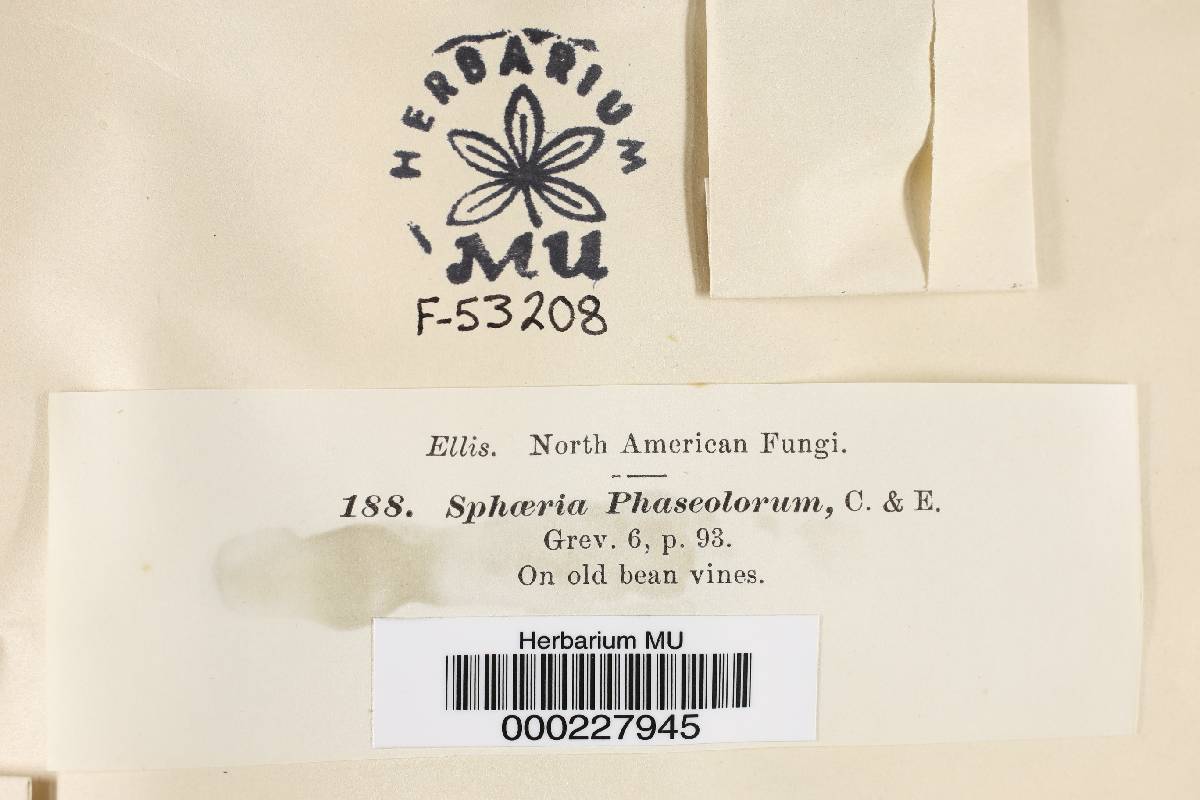 HERBARIUM
MU
F-53208
Ellis. North American Fungi.
188. Sphæria Phaseolorum, C. & E.
Grev. 6, p. 93.
On old bean vines.
Herbarium MU
000227945